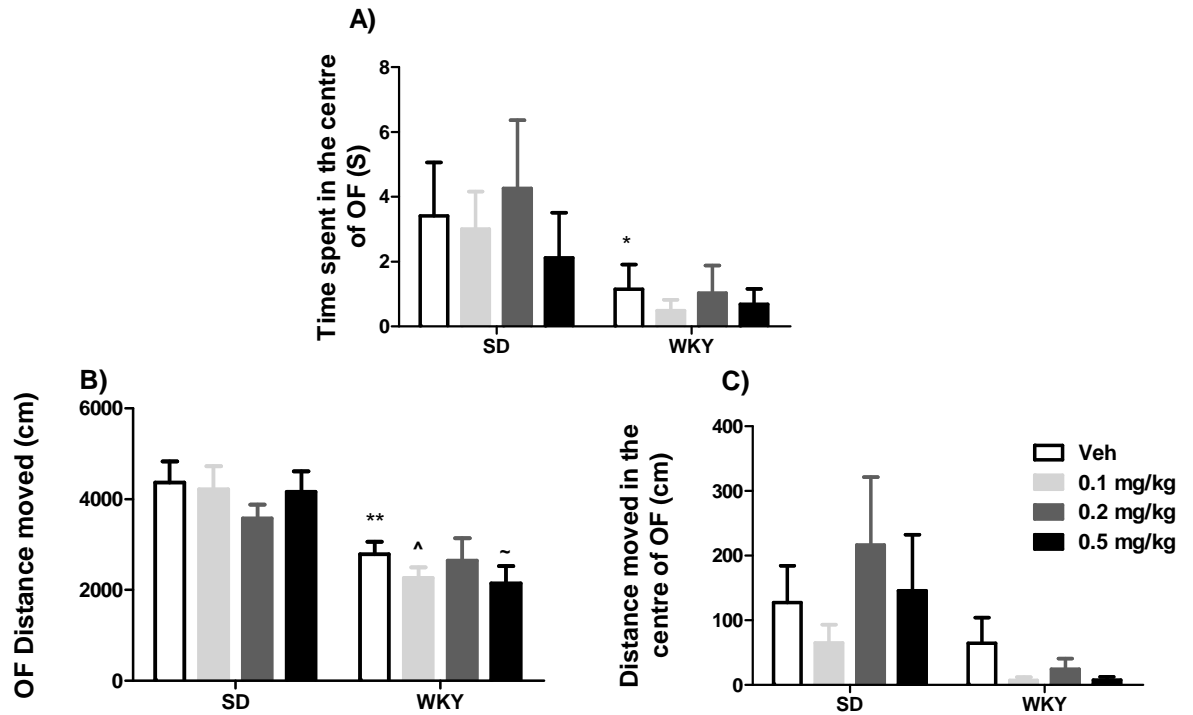 A)
Time spent in the centre
of OF (S)
8
6
4
2
0
*
SD
WKY
B)
OF Distance moved (cm)
6000
4000
2000
0
**
^
~
SD
WKY
C)
Distance moved in the
centre of OF (cm)
400
300
200
100
0
SD
WKY
Veh
0.1 mg/kg
0.2 mg/kg
0.5 mg/kg